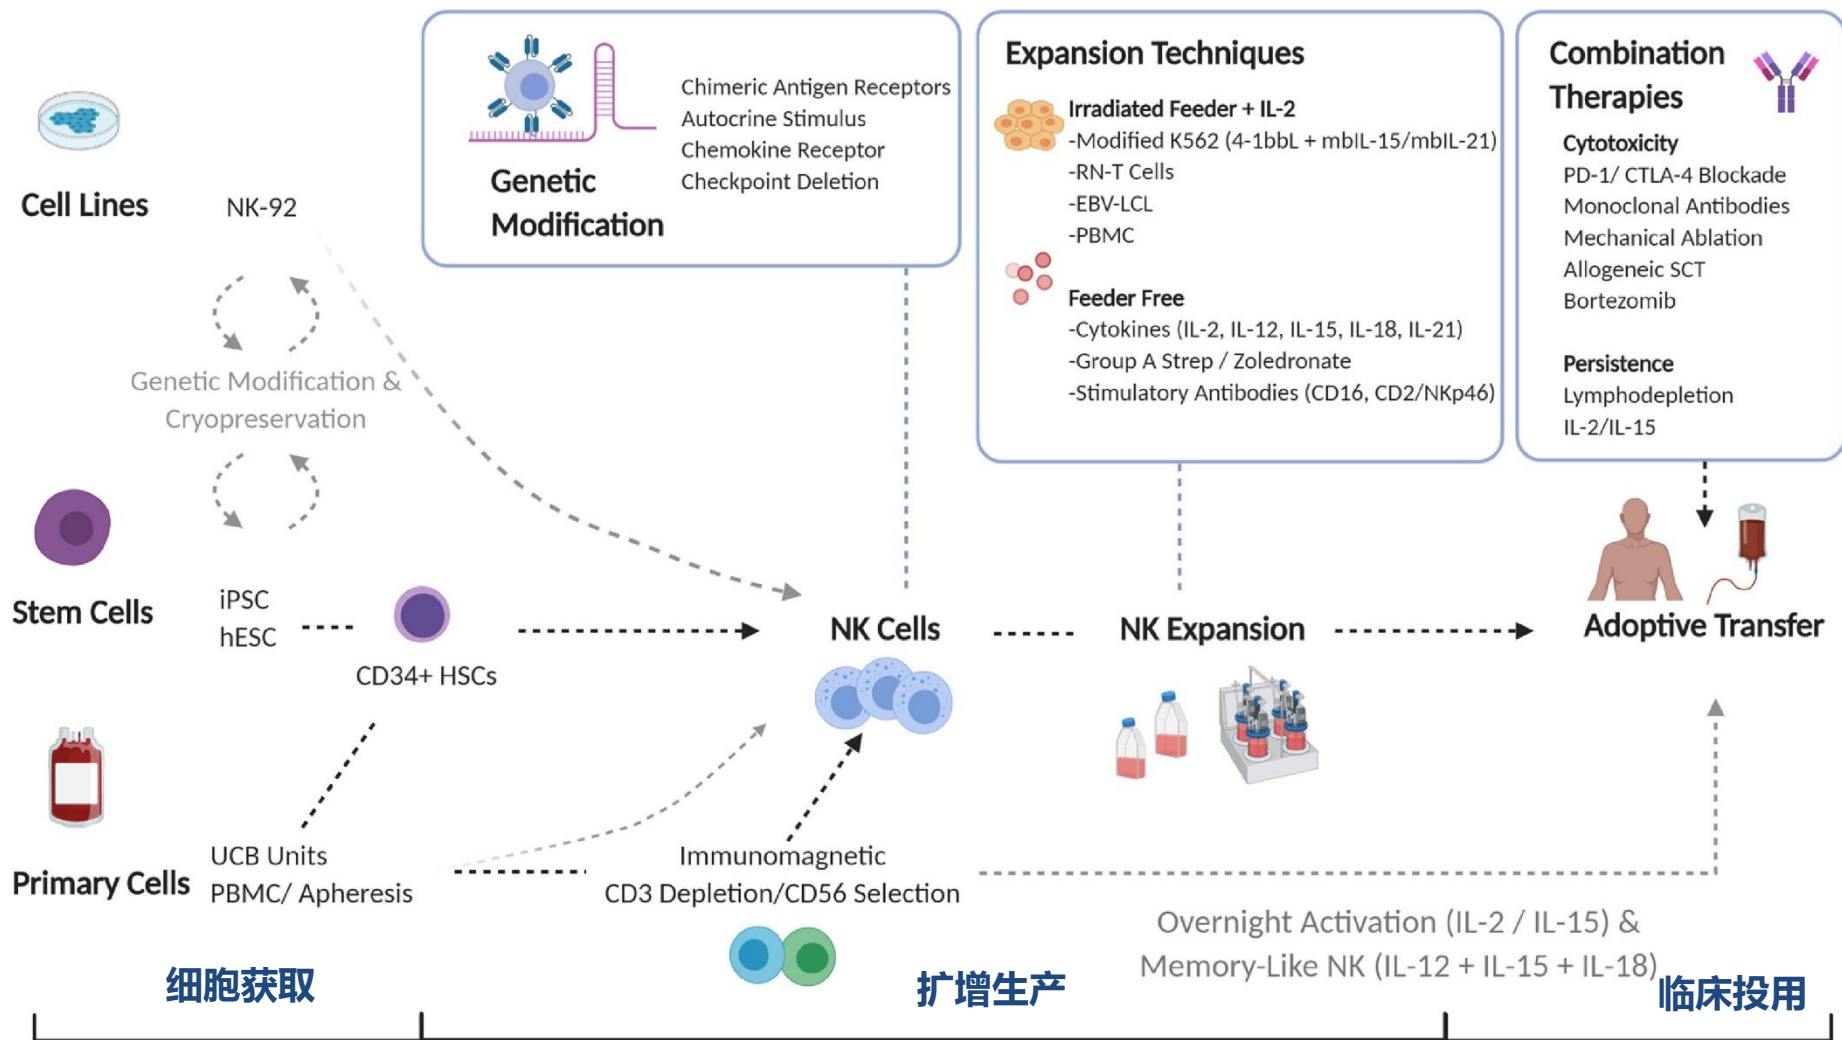 Cell Lines
NK-92
Genetic Modification &
Cryopreservation
Stem Cells
iPSC
hESC
CD34+ HSCs
Primary Cells
UCB Units
PBMC/ Apheresis
Genetic
Modification
Chimeric Antigen Receptors
Autocrine Stimulus
Chemokine Receptor
Checkpoint Deletion
Expansion Techniques
Irradiated Feeder + IL-2
-Modified K562 (4-1bbL + mbIL-15/mbIL-21)
-RN-T Cells
-EBV-LCL
-PBMC
Feeder Free
-Cytokines (IL-2, IL-12, IL-15, IL-18, IL-21)
-Group A Strep / Zoledronate
-Stimulatory Antibodies (CD16, CD2/NKp46)
Combination
Therapies
Cytotoxicity
PD-1/ CTLA-4 Blockade
Monoclonal Antibodies
Mechanical Ablation
Allogeneic SCT
Bortezomib
Persistence
Lymphodepletion
IL-2/IL-15
NK Cells
NK Expansion
Adoptive Transfer
Immunomagnetic
CD3 Depletion/CD56 Selection
Overnight Activation (IL-2 / IL-15) &
Memory-Like NK (IL-12 + IL-15 + IL-18)
细胞获取
扩增生产
临床投用